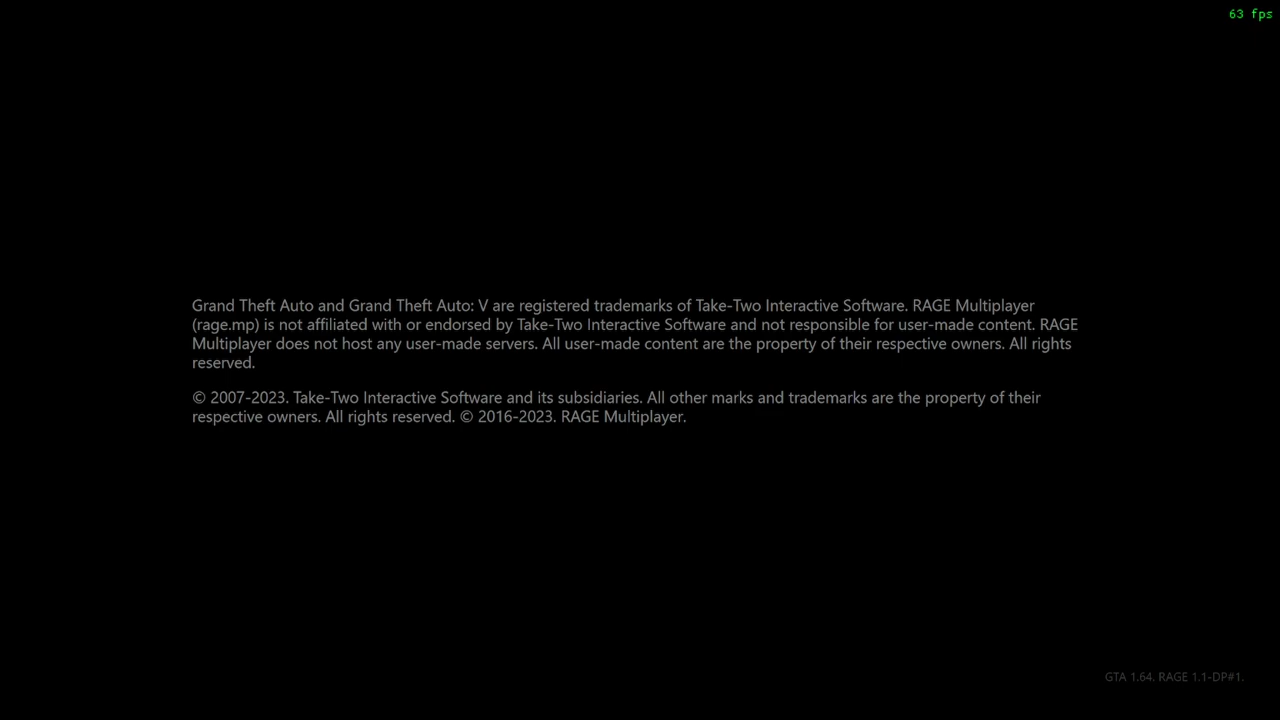 63 fps
Grand Theft Auto and Grand Theft Auto: V are registered trademarks of Take-Two Interactive Software. RAGE Multiplayer
(rage.mp) is not affiliated with or endorsed by Take-Two Interactive Software and not responsible for user-made content. RAGE
Multiplayer does not host any user-made servers. All user-made content are the property of their respective owners. All rights
reserved.
© 2007-2023. Take-Two Interactive Software and its subsidiaries. All other marks and trademarks are the property of their
respective owners. All rights reserved. © 2016-2023. RAGE Multiplayer.
GTA 1.64. RAGE 1.1-DP#1.